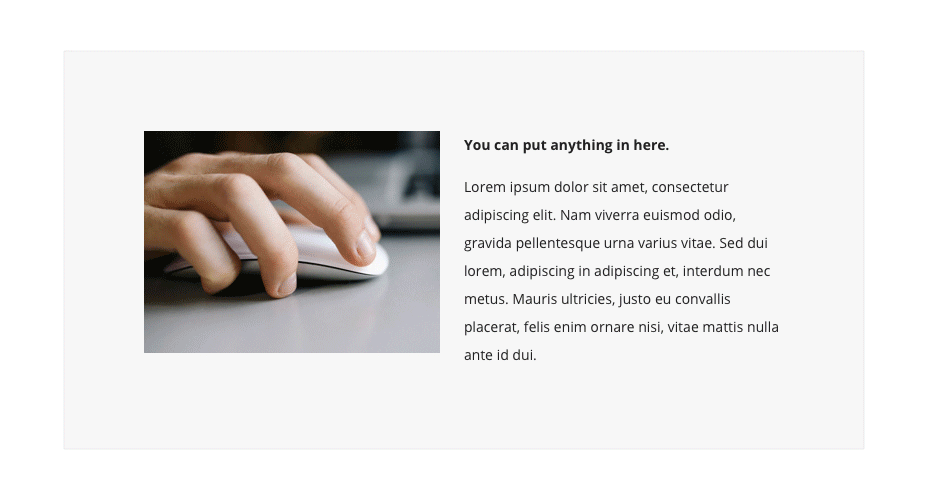 You can put anything in here.
Lorem ipsum dolor sit amet, consectetur
adipiscing elit. Nam viverra euismod odio,
gravida pellentesque urna varius vitae. Sed dui
lorem, adipiscing in adipiscing et, interdum nec
metus. Mauris ultricies, justo eu convallis
placerat, felis enim ornare nisi, vitae mattis nulla
ante id dui.